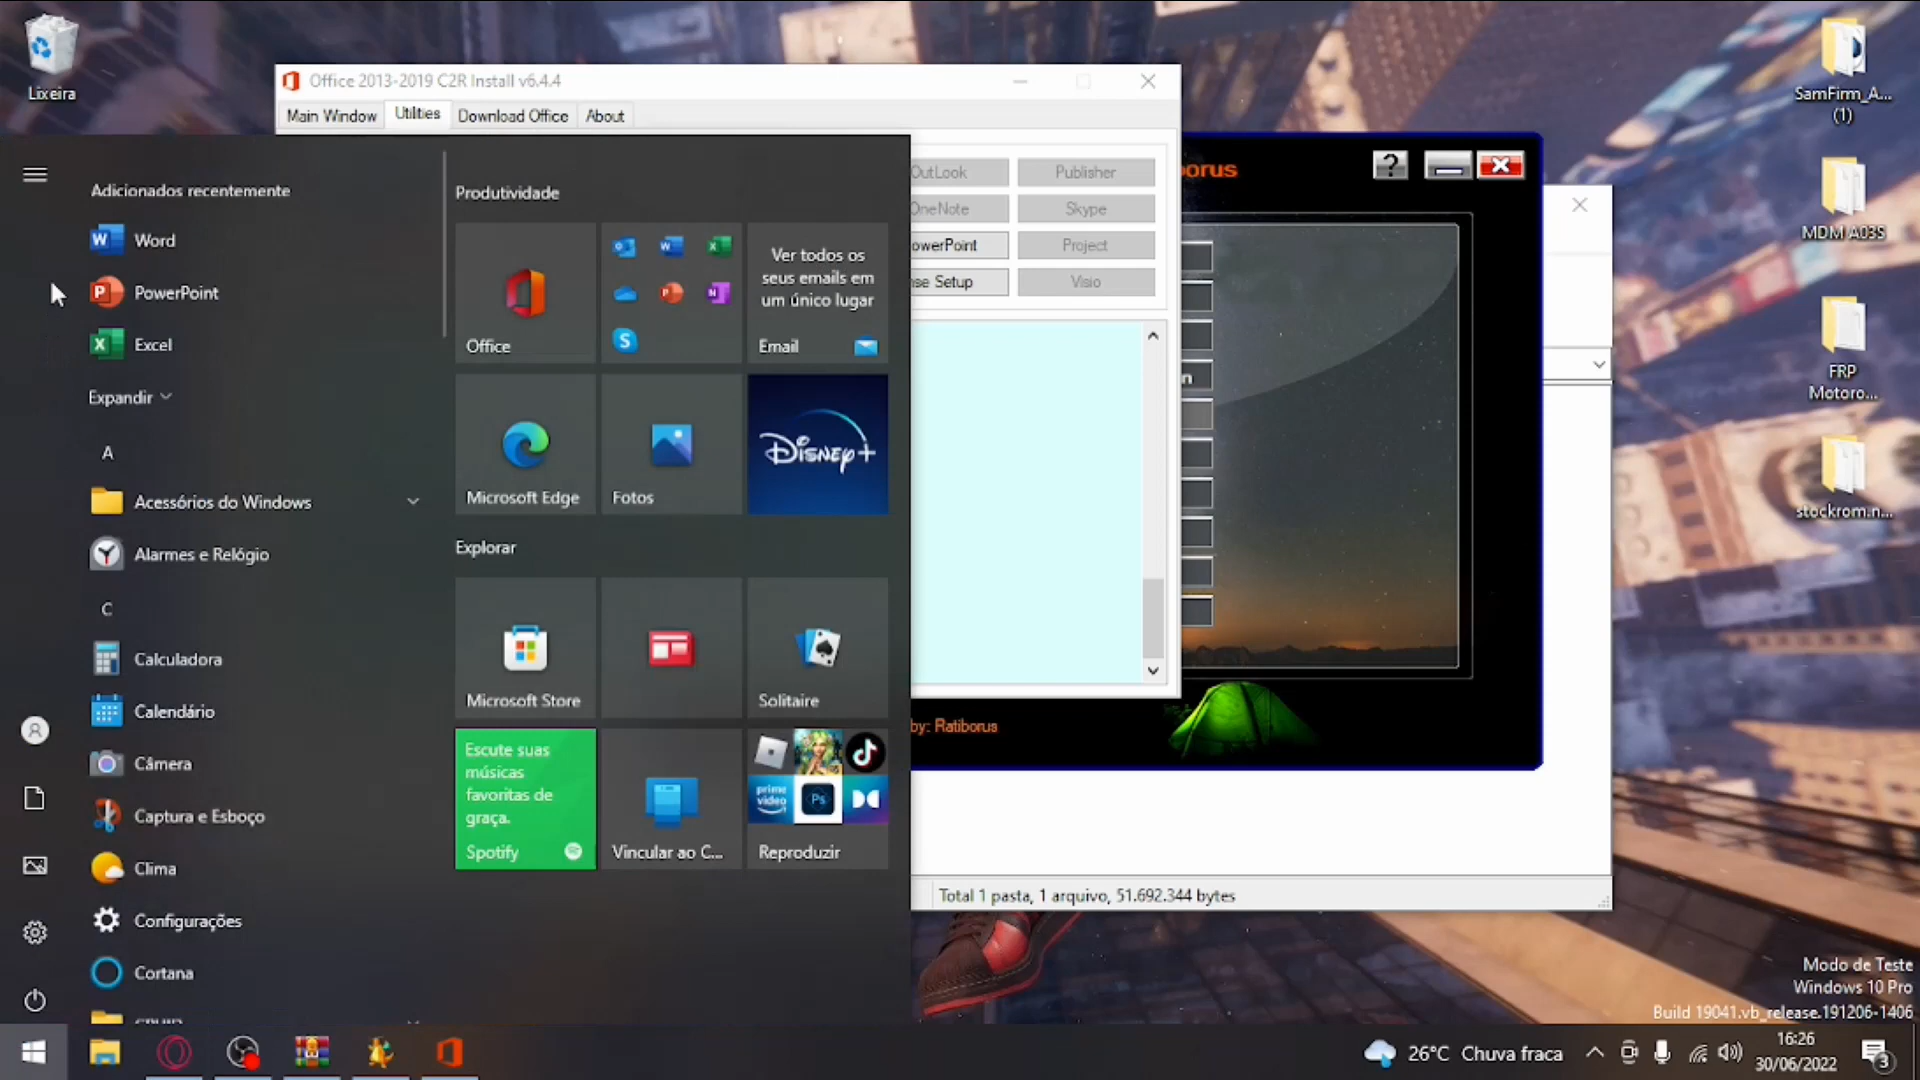 Lixeira
Office 2013-2019 C2R Install v6.4.4
Main Window
Utilities
Download Office
About
Adicionados recentemente
Word
PowerPoint
Excel
Expandir
A
Acessórios do Windows
Alarmes e Relógio
C
Calculadora
Calendário
Câmera
Captura e Esboço
Clima
Configurações
Cortana
Produtividade
Office
Ver todos os
seus emails em
um único lugar
Email
Microsoft Edge
Fotos
Disney+
Explorar
Microsoft Store
Solitaire
Escute suas
músicas
favoritas de
graça.
Spotify
Vincular ao C...
prime
video
Ps
Reproduzir
OutLook
Publisher
OneNote
Skype
owerPoint
Project
se Setup
Visio
orus
?
n
by: Ratiborus
Total 1 pasta, 1 arquivo, 51.692.344 bytes
SamFirm_A...
(1)
MDM A03S
FRP
Motoro...
stockrom.n...
Modo de Teste
Windows 10 Pro
Build 19041.vb_release.191206-1406
26°C Chuva fraca
16:26
30/06/2022
3